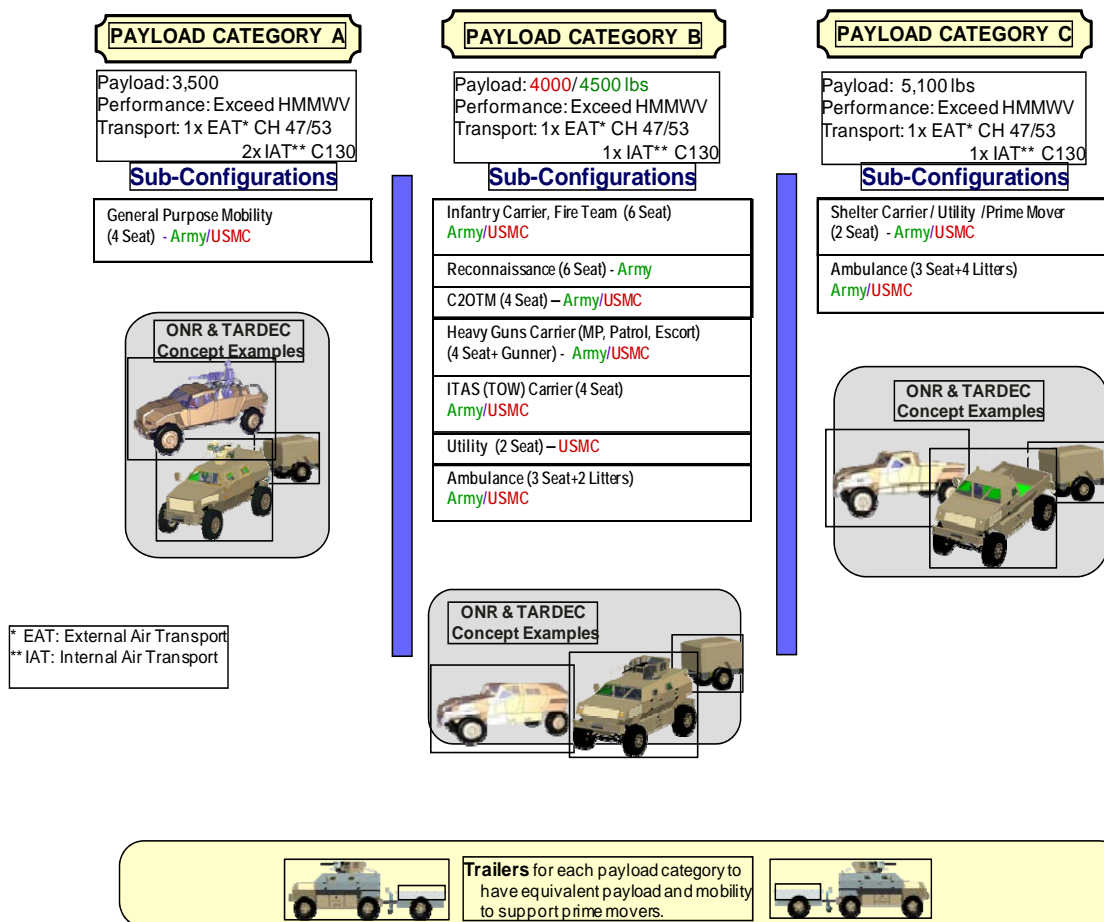 PAYLOAD CATEGORY A
Payload: 3,500
Performance: Exceed HMMWV
Transport: 1x EAT* CH 47/53
2x IAT** C130
Sub-Configurations
General Purpose Mobility
(4 Seat) - Army/USMC
ONR & TARDEC
Concept Examples
* EAT: External Air Transport
** IAT: Internal Air Transport
PAYLOAD CATEGORY B
Payload: 4000/4500 lbs
Performance: Exceed HMMWV
Transport: 1x EAT* CH 47/53
1x IAT** C130
Sub-Configurations
Infantry Carrier, Fire Team (6 Seat)
Army/USMC
Reconnaissance (6 Seat) - Army
C2OTM (4 Seat) – Army/USMC
Heavy Guns Carrier (MP, Patrol, Escort)
(4 Seat+ Gunner) - Army/USMC
ITAS (TOW) Carrier (4 Seat)
Army/USMC
Utility (2 Seat) – USMC
Ambulance (3 Seat+2 Litters)
Army/USMC
ONR & TARDEC
Concept Examples
PAYLOAD CATEGORY C
Payload: 5,100 lbs
Performance: Exceed HMMWV
Transport: 1x EAT* CH 47/53
1x IAT** C130
Sub-Configurations
Shelter Carrier / Utility /Prime Mover
(2 Seat) - Army/USMC
Ambulance (3 Seat+4 Litters)
Army/USMC
ONR & TARDEC
Concept Examples
Trailers for each payload category to
have equivalent payload and mobility
to support prime movers.